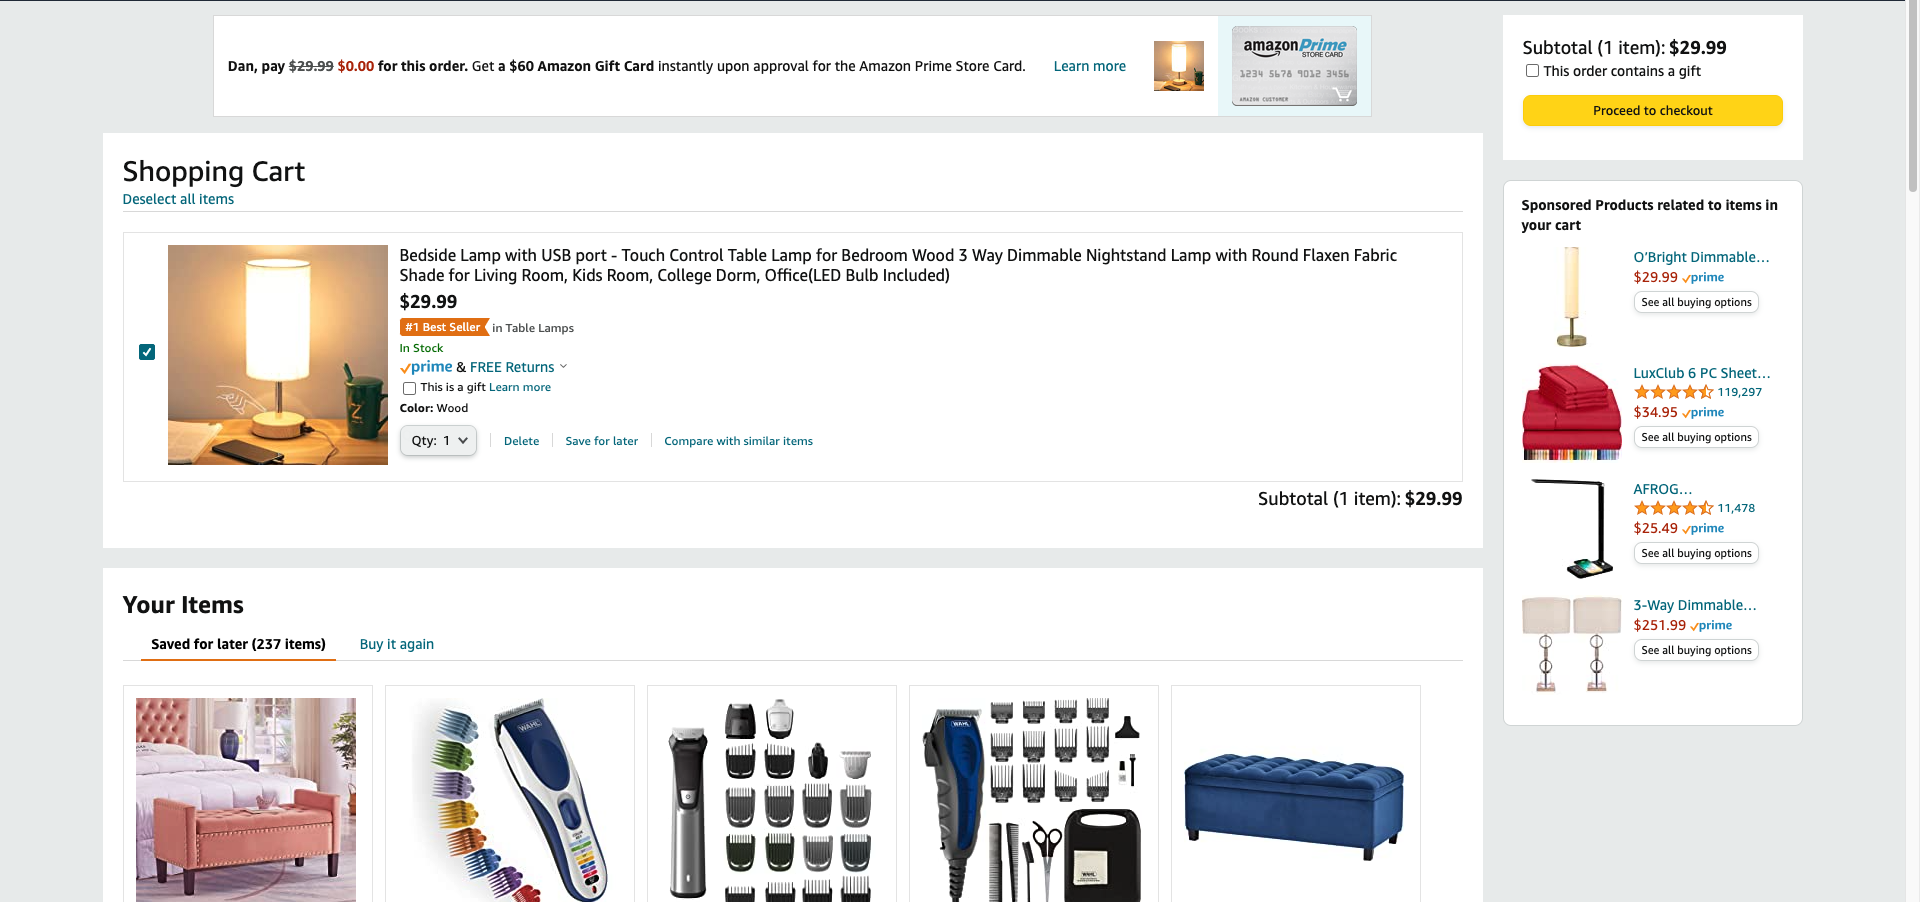 Dan, pay $29.99 $0.00 for this order. Get a $60 Amazon Gift Card instantly upon approval for the Amazon Prime Store Card.
Learn more
amazonPrime
STORE CARD
1234 5678 9012 3456
AMAZON CUSTOMER
Subtotal (1 item): $29.99
This order contains a gift
Proceed to checkout
Shopping Cart
Deselect all items
Bedside Lamp with USB port - Touch Control Table Lamp for Bedroom Wood 3 Way Dimmable Nightstand Lamp with Round Flaxen Fabric
Shade for Living Room, Kids Room, College Dorm, Office(LED Bulb Included)
$29.99
#1 Best Seller in Table Lamps
In Stock
prime & FREE Returns
This is a gift Learn more
Color: Wood
Qty: 1
Delete
Save for later
Compare with similar items
Subtotal (1 item): $29.99
Sponsored Products related to items in
your cart
O'Bright Dimmable…
$29.99 prime
See all buying options
LuxClub 6 PC Sheet…
119,297
$34.95 prime
See all buying options
AFROG…
11,478
$25.49 prime
See all buying options
3-Way Dimmable…
$251.99 prime
See all buying options
Your Items
Saved for later (237 items)
Buy it again
WAHL
WAHL
WAHL